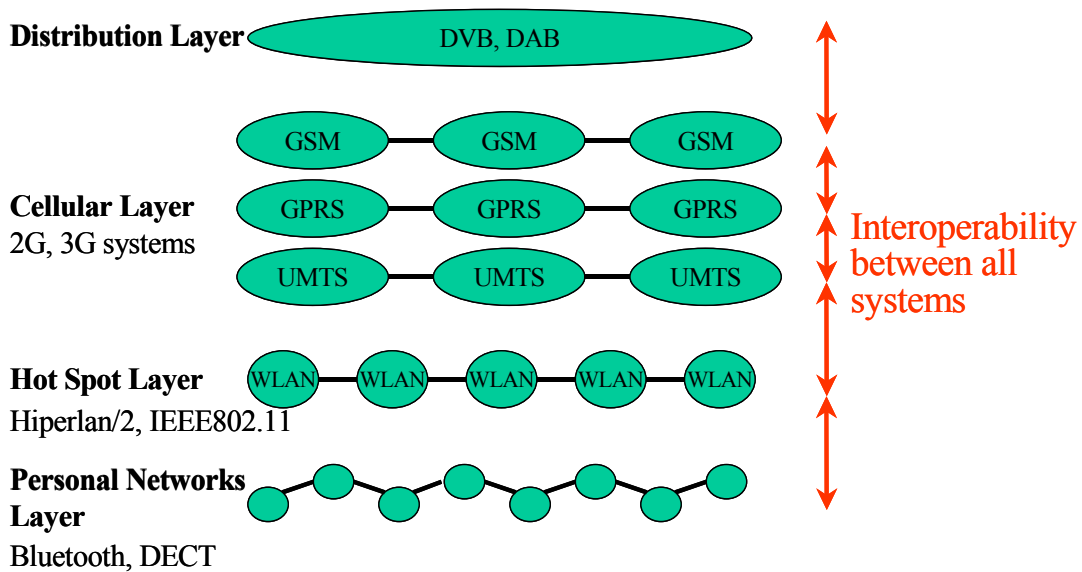 Distribution Layer
DVB, DAB
GSM GSM GSM
Cellular Layer
2G, 3G systems
GPRS GPRS GPRS
UMTS UMTS UMTS
Interoperability
between all
systems
Hot Spot Layer
WLAN WLAN WLAN WLAN WLAN
Hiperlan/2, IEEE802.11
Personal Networks
Layer
Bluetooth, DECT